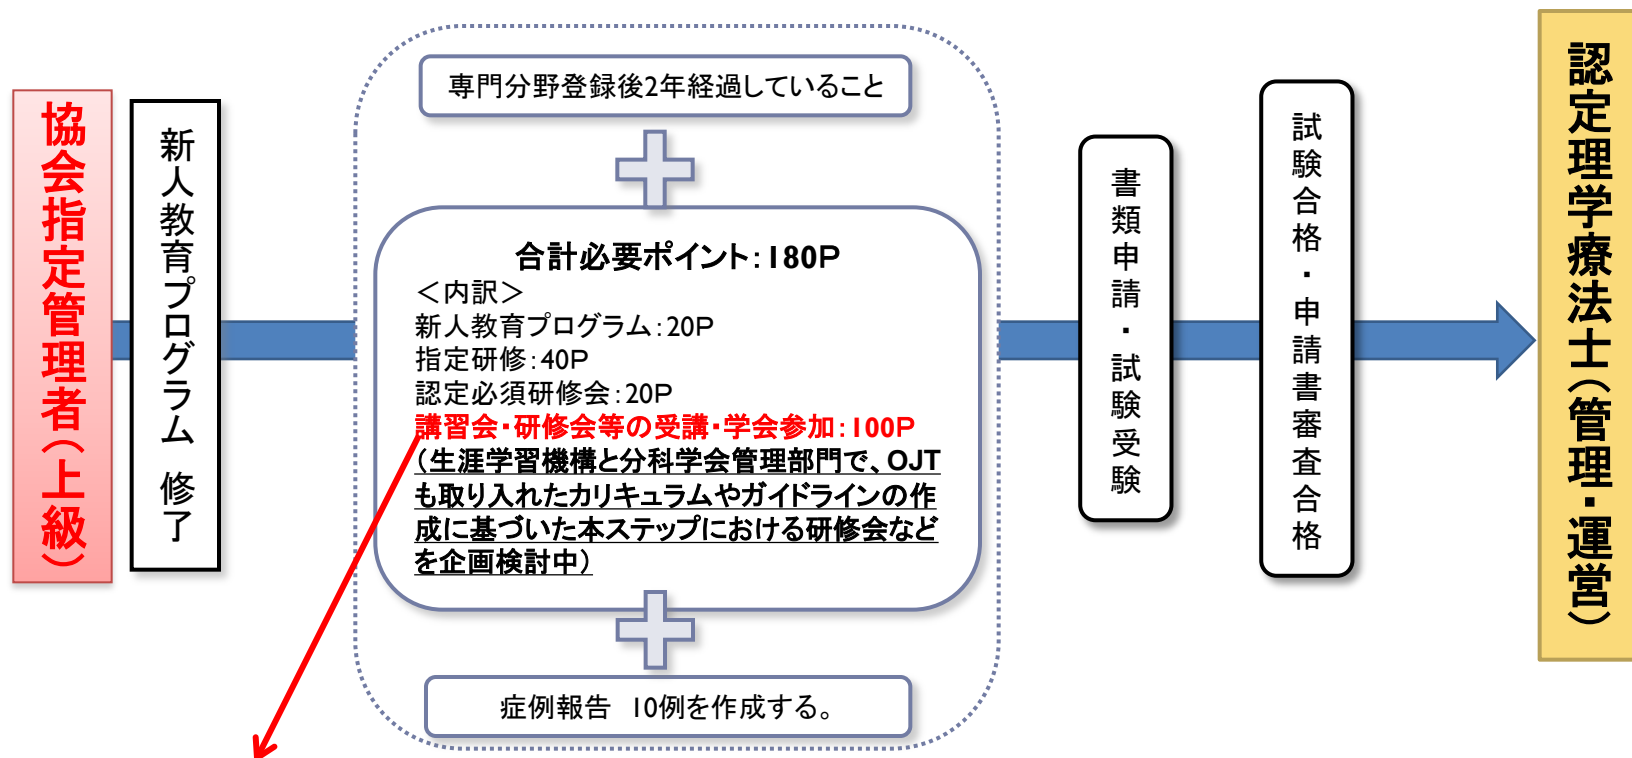 協会指定管理者（上級）
新人教育プログラム 修了
専門分野登録後2年経過していること
合計必要ポイント：180P
＜内訳＞
新人教育プログラム：20P
指定研修：40P
認定必須研修会：20P
講習会・研修会等の受講・学会参加：100P
（生涯学習機構と分科学会管理部門で、OJT
も取り入れたカリキュラムやガイドラインの作
成に基づいた本ステップにおける研修会など
を企画検討中）
症例報告　10例を作成する。
書類申請・試験受験
試験合格・申請書審査合格
認定理学療法士（管理・運営）